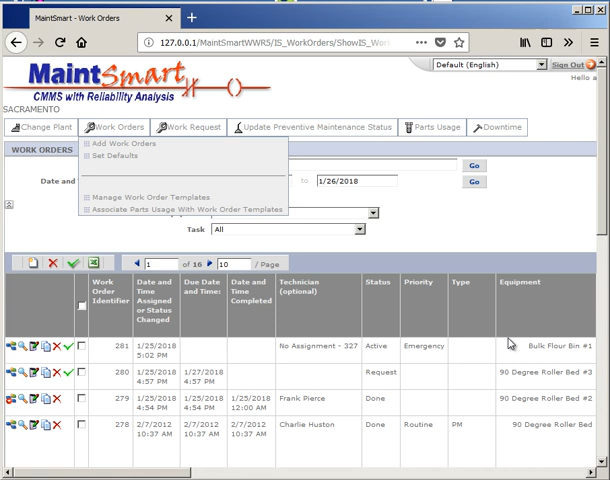 MaintSmart - Work Orders
127.0.0.1/MaintSmartWWR5/IS_WorkOrders/ShowIS_Wor
MaintSmart
CMMS with Reliability Analysis
Default (English)
Sign Out
Hello a
SACRAMENTO
Change Plant
Work Orders
Work Request
Update Preventive Maintenance Status
Parts Usage
Downtime
WORK ORDERS
Add Work Orders
Set Defaults
Manage Work Order Templates
Associate Parts Usage With Work Order Templates
Go
Date and
to
1/26/2018
Go
Task
All
1
of 16
10
/ Page
Work Order Identifier
Date and Time Assigned or Status Changed
Due Date and Time:
Date and Time Completed
Technician (optional)
Status
Priority
Type
Equipment
281 1/25/2018 5:02 PM No Assignment - 327 Active Emergency Bulk Flour Bin #1
280 1/25/2018 4:57 PM 1/27/2018 4:57 PM Request 90 Degree Roller Bed #3
279 1/25/2018 4:54 PM 1/25/2018 4:54 PM 1/25/2018 12:00 AM Frank Pierce Done 90 Degree Roller Bed #2
278 2/7/2012 10:37 AM 2/7/2012 10:37 AM 2/7/2012 10:37 AM Charlie Huston Done Routine PM 90 Degree Roller Bed